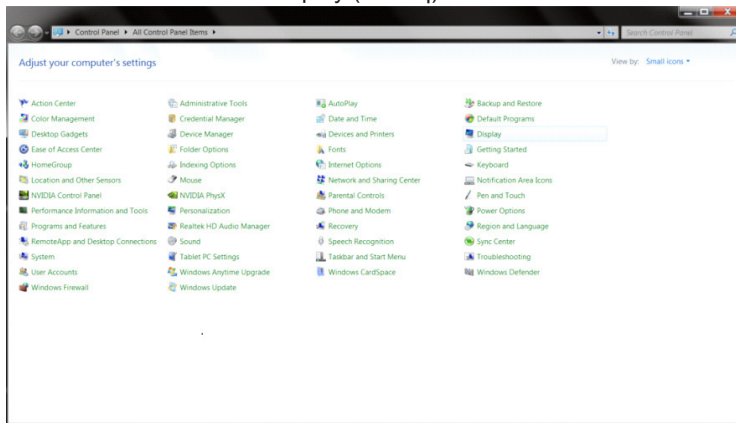 Control Panel ▸ All Control Panel Items ▸
Search Control Panel
Adjust your computer's settings
View by: Small icons
Action Center
Administrative Tools
AutoPlay
Backup and Restore
Color Management
Credential Manager
Date and Time
Default Programs
Desktop Gadgets
Device Manager
Devices and Printers
Display
Ease of Access Center
Folder Options
Fonts
Getting Started
HomeGroup
Indexing Options
Internet Options
Keyboard
Location and Other Sensors
Mouse
Network and Sharing Center
Notification Area Icons
NVIDIA Control Panel
NVIDIA PhysX
Parental Controls
Pen and Touch
Performance Information and Tools
Personalization
Phone and Modem
Power Options
Programs and Features
Realtek HD Audio Manager
Recovery
Region and Language
RemoteApp and Desktop Connections
Sound
Speech Recognition
Sync Center
System
Tablet PC Settings
Taskbar and Start Menu
Troubleshooting
User Accounts
Windows Anytime Upgrade
Windows CardSpace
Windows Defender
Windows Firewall
Windows Update